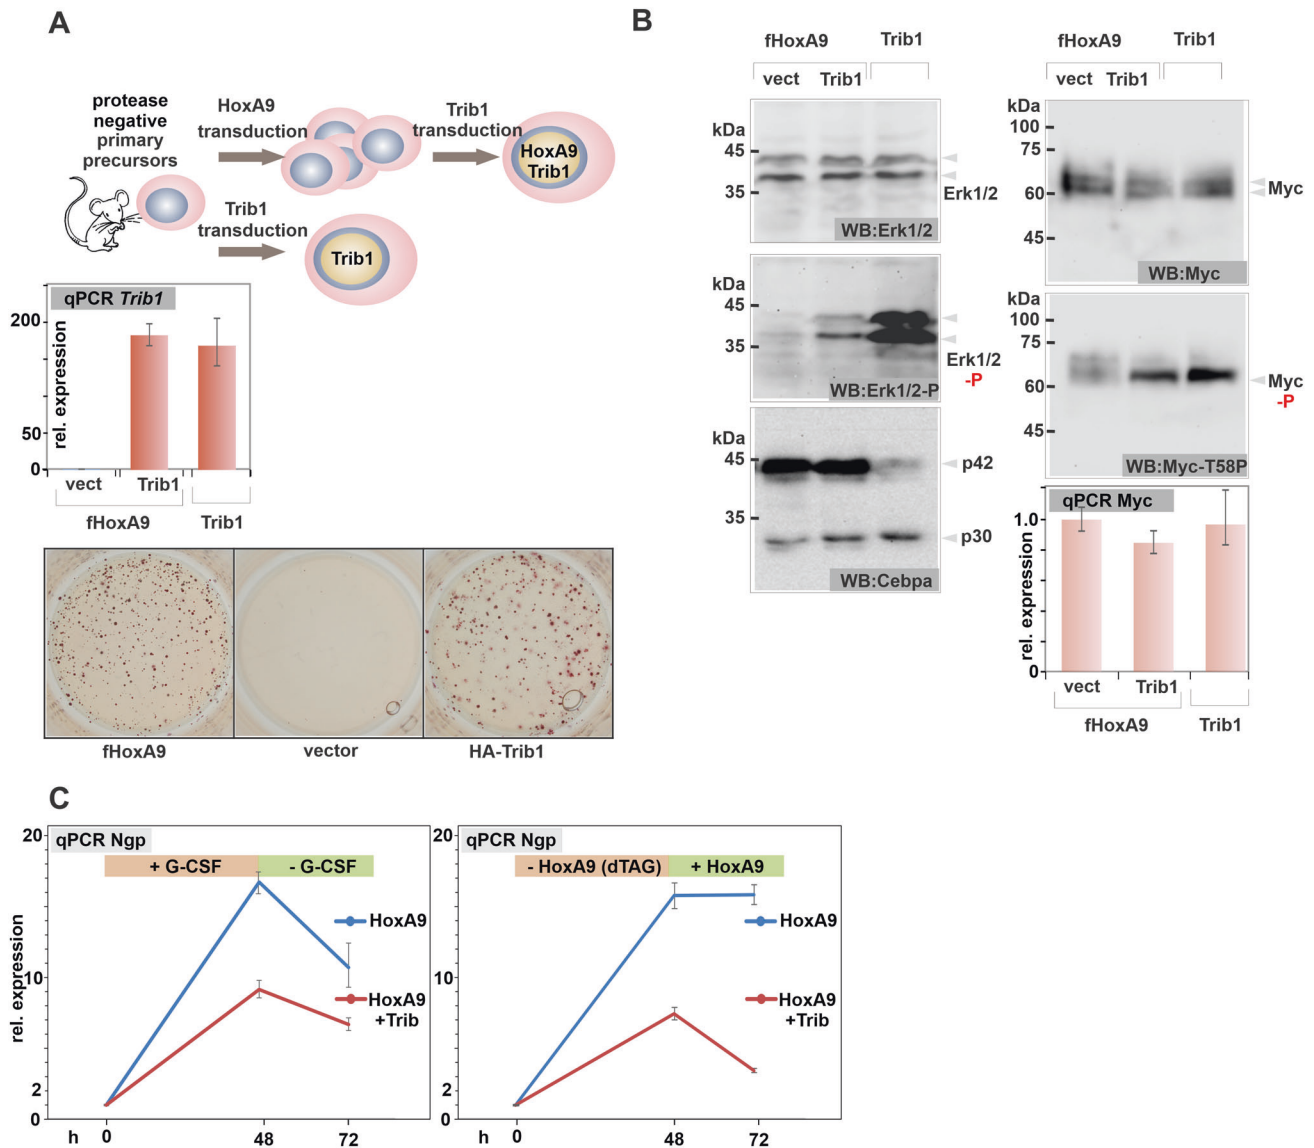 A
protease
negative
primary
precursors
HoxA9
transduction
Trib1
transduction
HoxA9
Trib1
Trib1
transduction
Trib1
qPCR Trib1
rel. expression
200
50
0
vect
Trib1
fHoxA9
Trib1
fHoxA9
vector
HA-Trib1
B
fHoxA9
Trib1
vect
Trib1
kDa
45
35
Erk1/2
WB:Erk1/2
kDa
45
35
Erk1/2
-P
WB:Erk1/2-P
kDa
45
35
p42
p30
WB:Cebpa
fHoxA9
Trib1
vect
Trib1
kDa
100
75
60
45
Myc
WB:Myc
kDa
100
75
60
45
Myc
-P
WB:Myc-T58P
qPCR Myc
rel. expression
1.0
0
vect
Trib1
fHoxA9
Trib1
C
qPCR Ngp
rel. expression
20
10
2
0
+ G-CSF
- G-CSF
HoxA9
HoxA9
+Trib
h
0
48
72
qPCR Ngp
20
10
2
0
- HoxA9 (dTAG)
+ HoxA9
HoxA9
HoxA9
+Trib
h
0
48
72